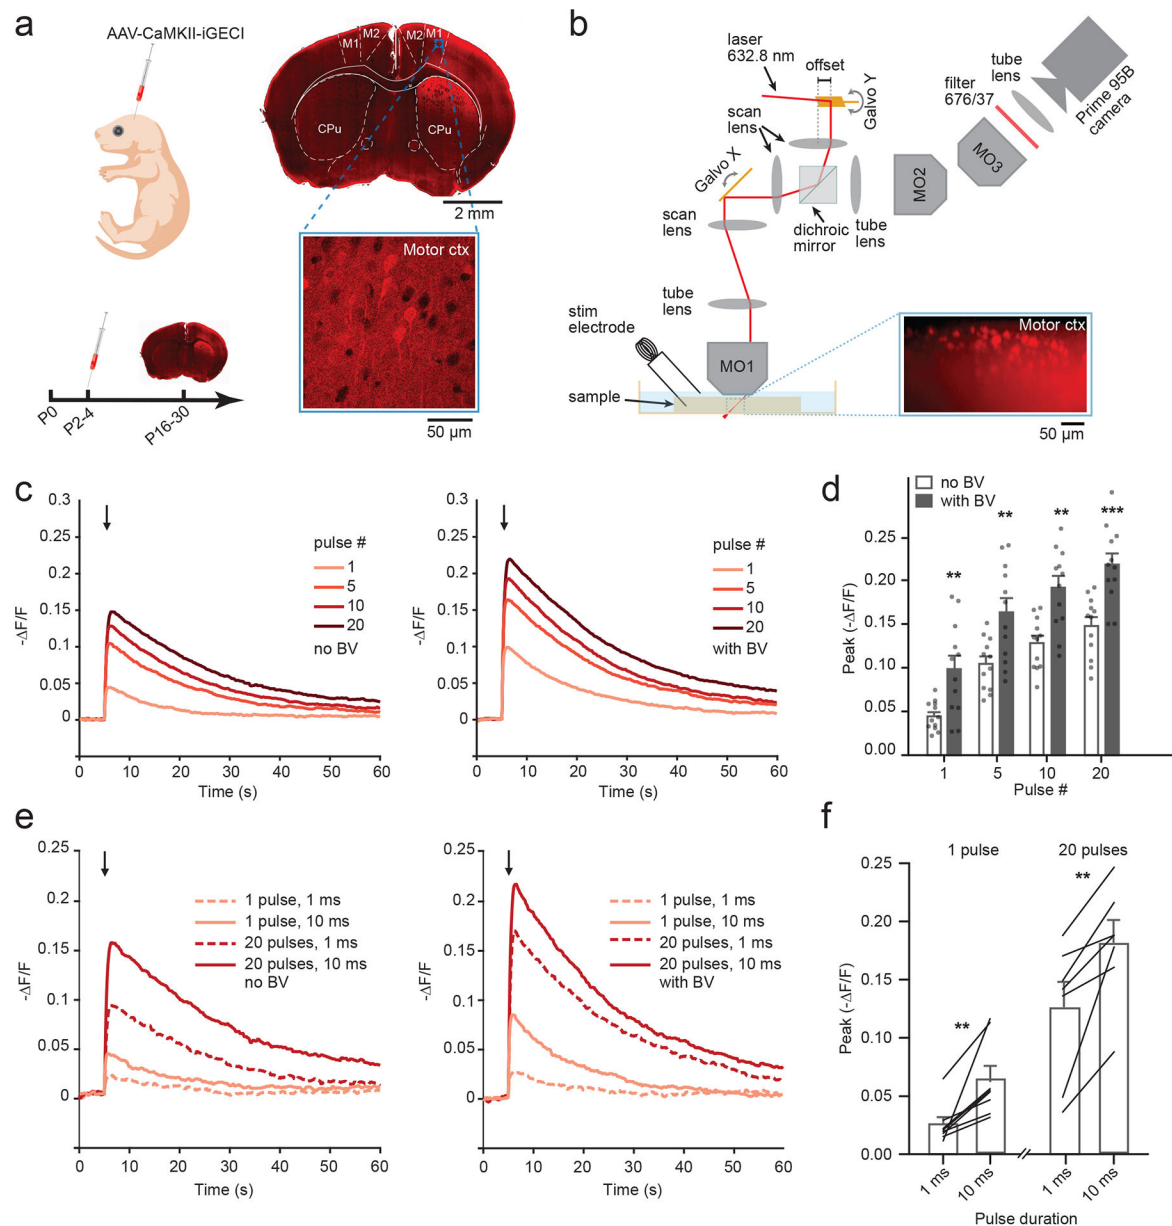 a
AAV-CaMKII-iGECI
M1
M2
M2
M1
CPu
CPu
2 mm
Motor ctx
50 µm
P0
P2-4
P16-30
b
laser
632.8 nm
offset
Galvo Y
scan
lens
Galvo X
dichroic
mirror
tube
lens
MO2
MO3
filter
676/37
tube
lens
Prime 95B
camera
scan
lens
tube
lens
stim
electrode
MO1
sample
Motor ctx
50 µm
c
0.3
0.25
0.2
0.15
0.1
0.05
0
-ΔF/F
pulse #
1
5
10
20
no BV
0 10 20 30 40 50 60
Time (s)
0.3
0.25
0.2
0.15
0.1
0.05
0
-ΔF/F
pulse #
1
5
10
20
with BV
0 10 20 30 40 50 60
Time (s)
d
no BV
with BV
0.25
0.20
0.15
0.10
0.05
0.00
Peak (-ΔF/F)
** ** ** ***
1 5 10 20
Pulse #
e
0.25
0.2
0.15
0.1
0.05
0
-ΔF/F
1 pulse, 1 ms
1 pulse, 10 ms
20 pulses, 1 ms
20 pulses, 10 ms
no BV
0 10 20 30 40 50 60
Time (s)
0.25
0.2
0.15
0.1
0.05
0
-ΔF/F
1 pulse, 1 ms
1 pulse, 10 ms
20 pulses, 1 ms
20 pulses, 10 ms
with BV
0 10 20 30 40 50 60
Time (s)
f
1 pulse 20 pulses
0.25
0.20
0.15
0.10
0.05
0.00
Peak (-ΔF/F)
** **
1 ms 10 ms 1 ms 10 ms
Pulse duration